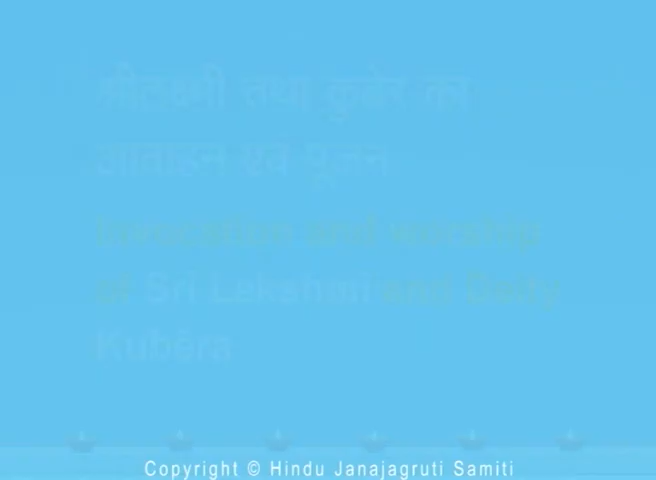 श्रीलक्ष्मी तथा कुबेर का
आवाहन एवं पूजन
Invocation and worship
of Sri Lakshmi and Deity
Kubera
Copyright © Hindu Janajagruti Samiti